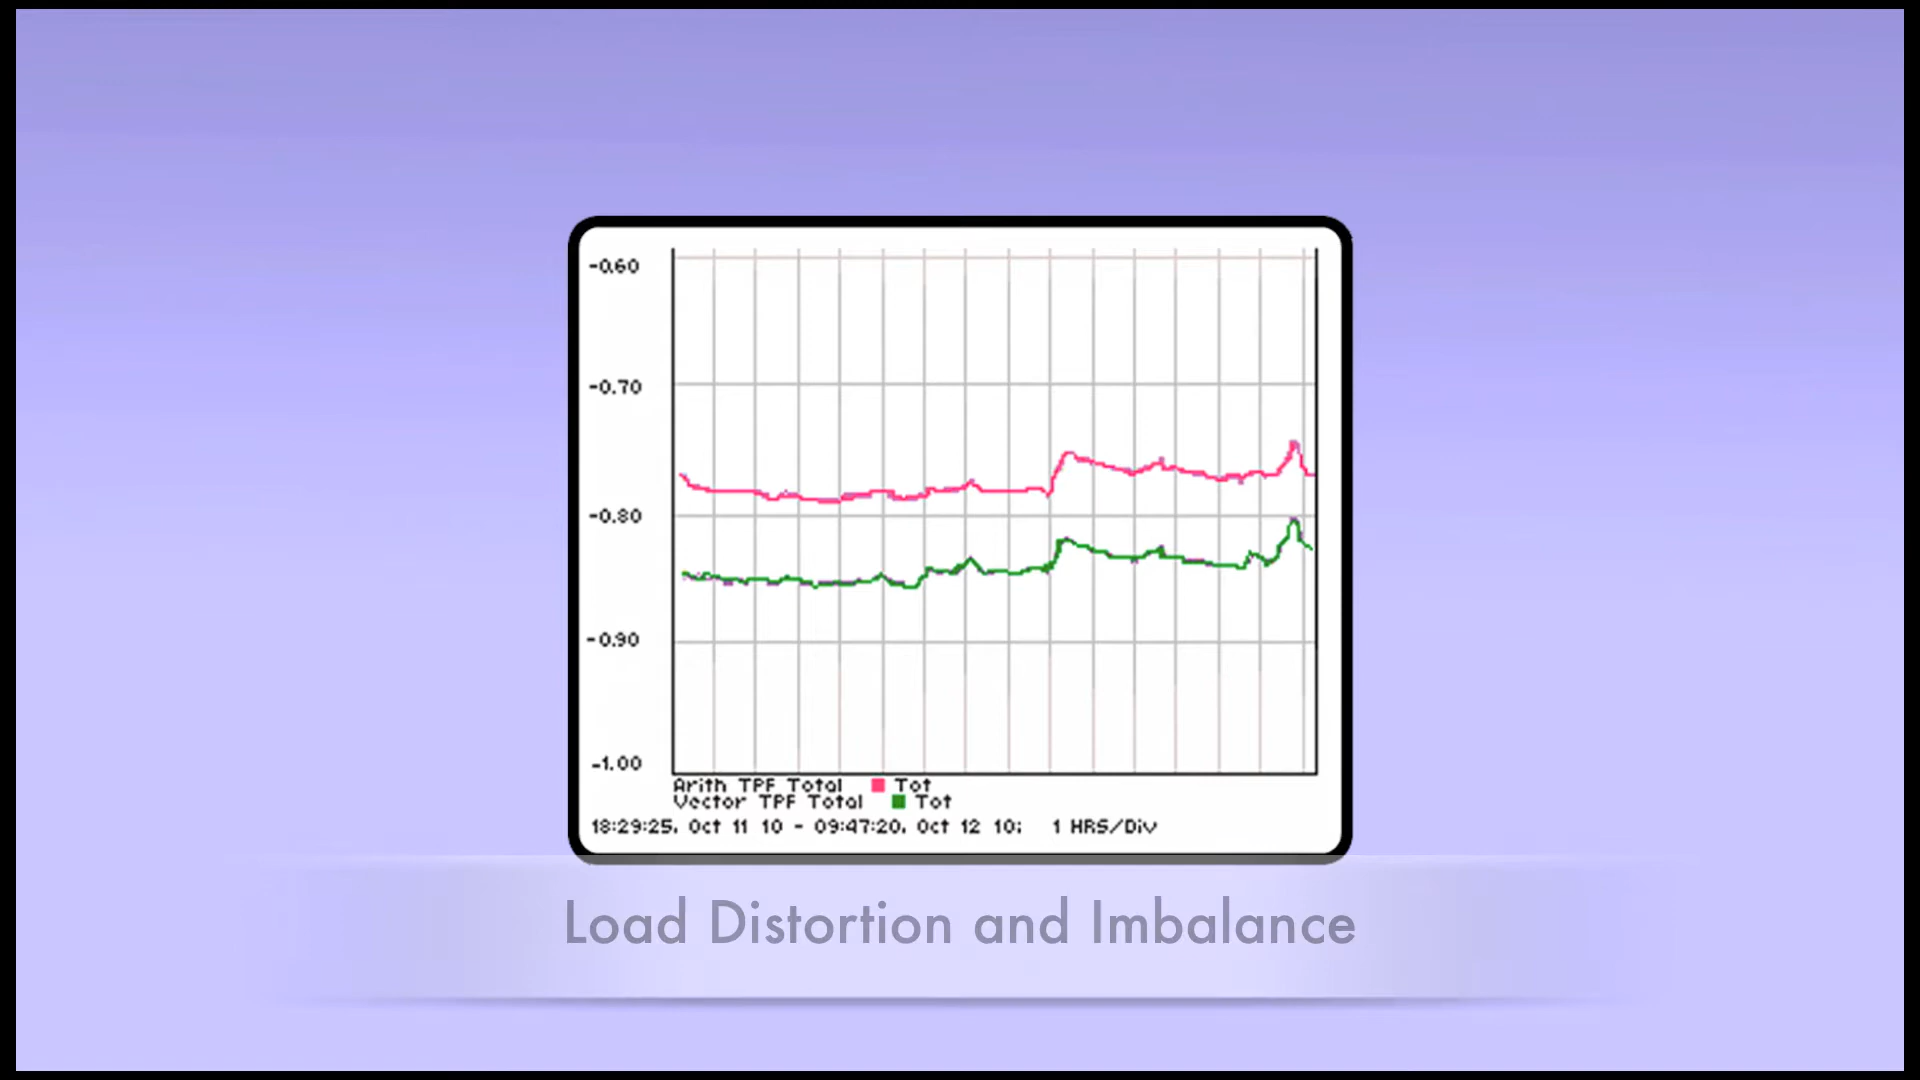 -0.60
-0.70
-0.80
-0.90
-1.00
Arith TPF Total Tot
Vector TPF Total Tot
18:29:25, Oct 11 10 - 09:47:20, Oct 12 10; 1 HRS/Div
Load Distortion and Imbalance